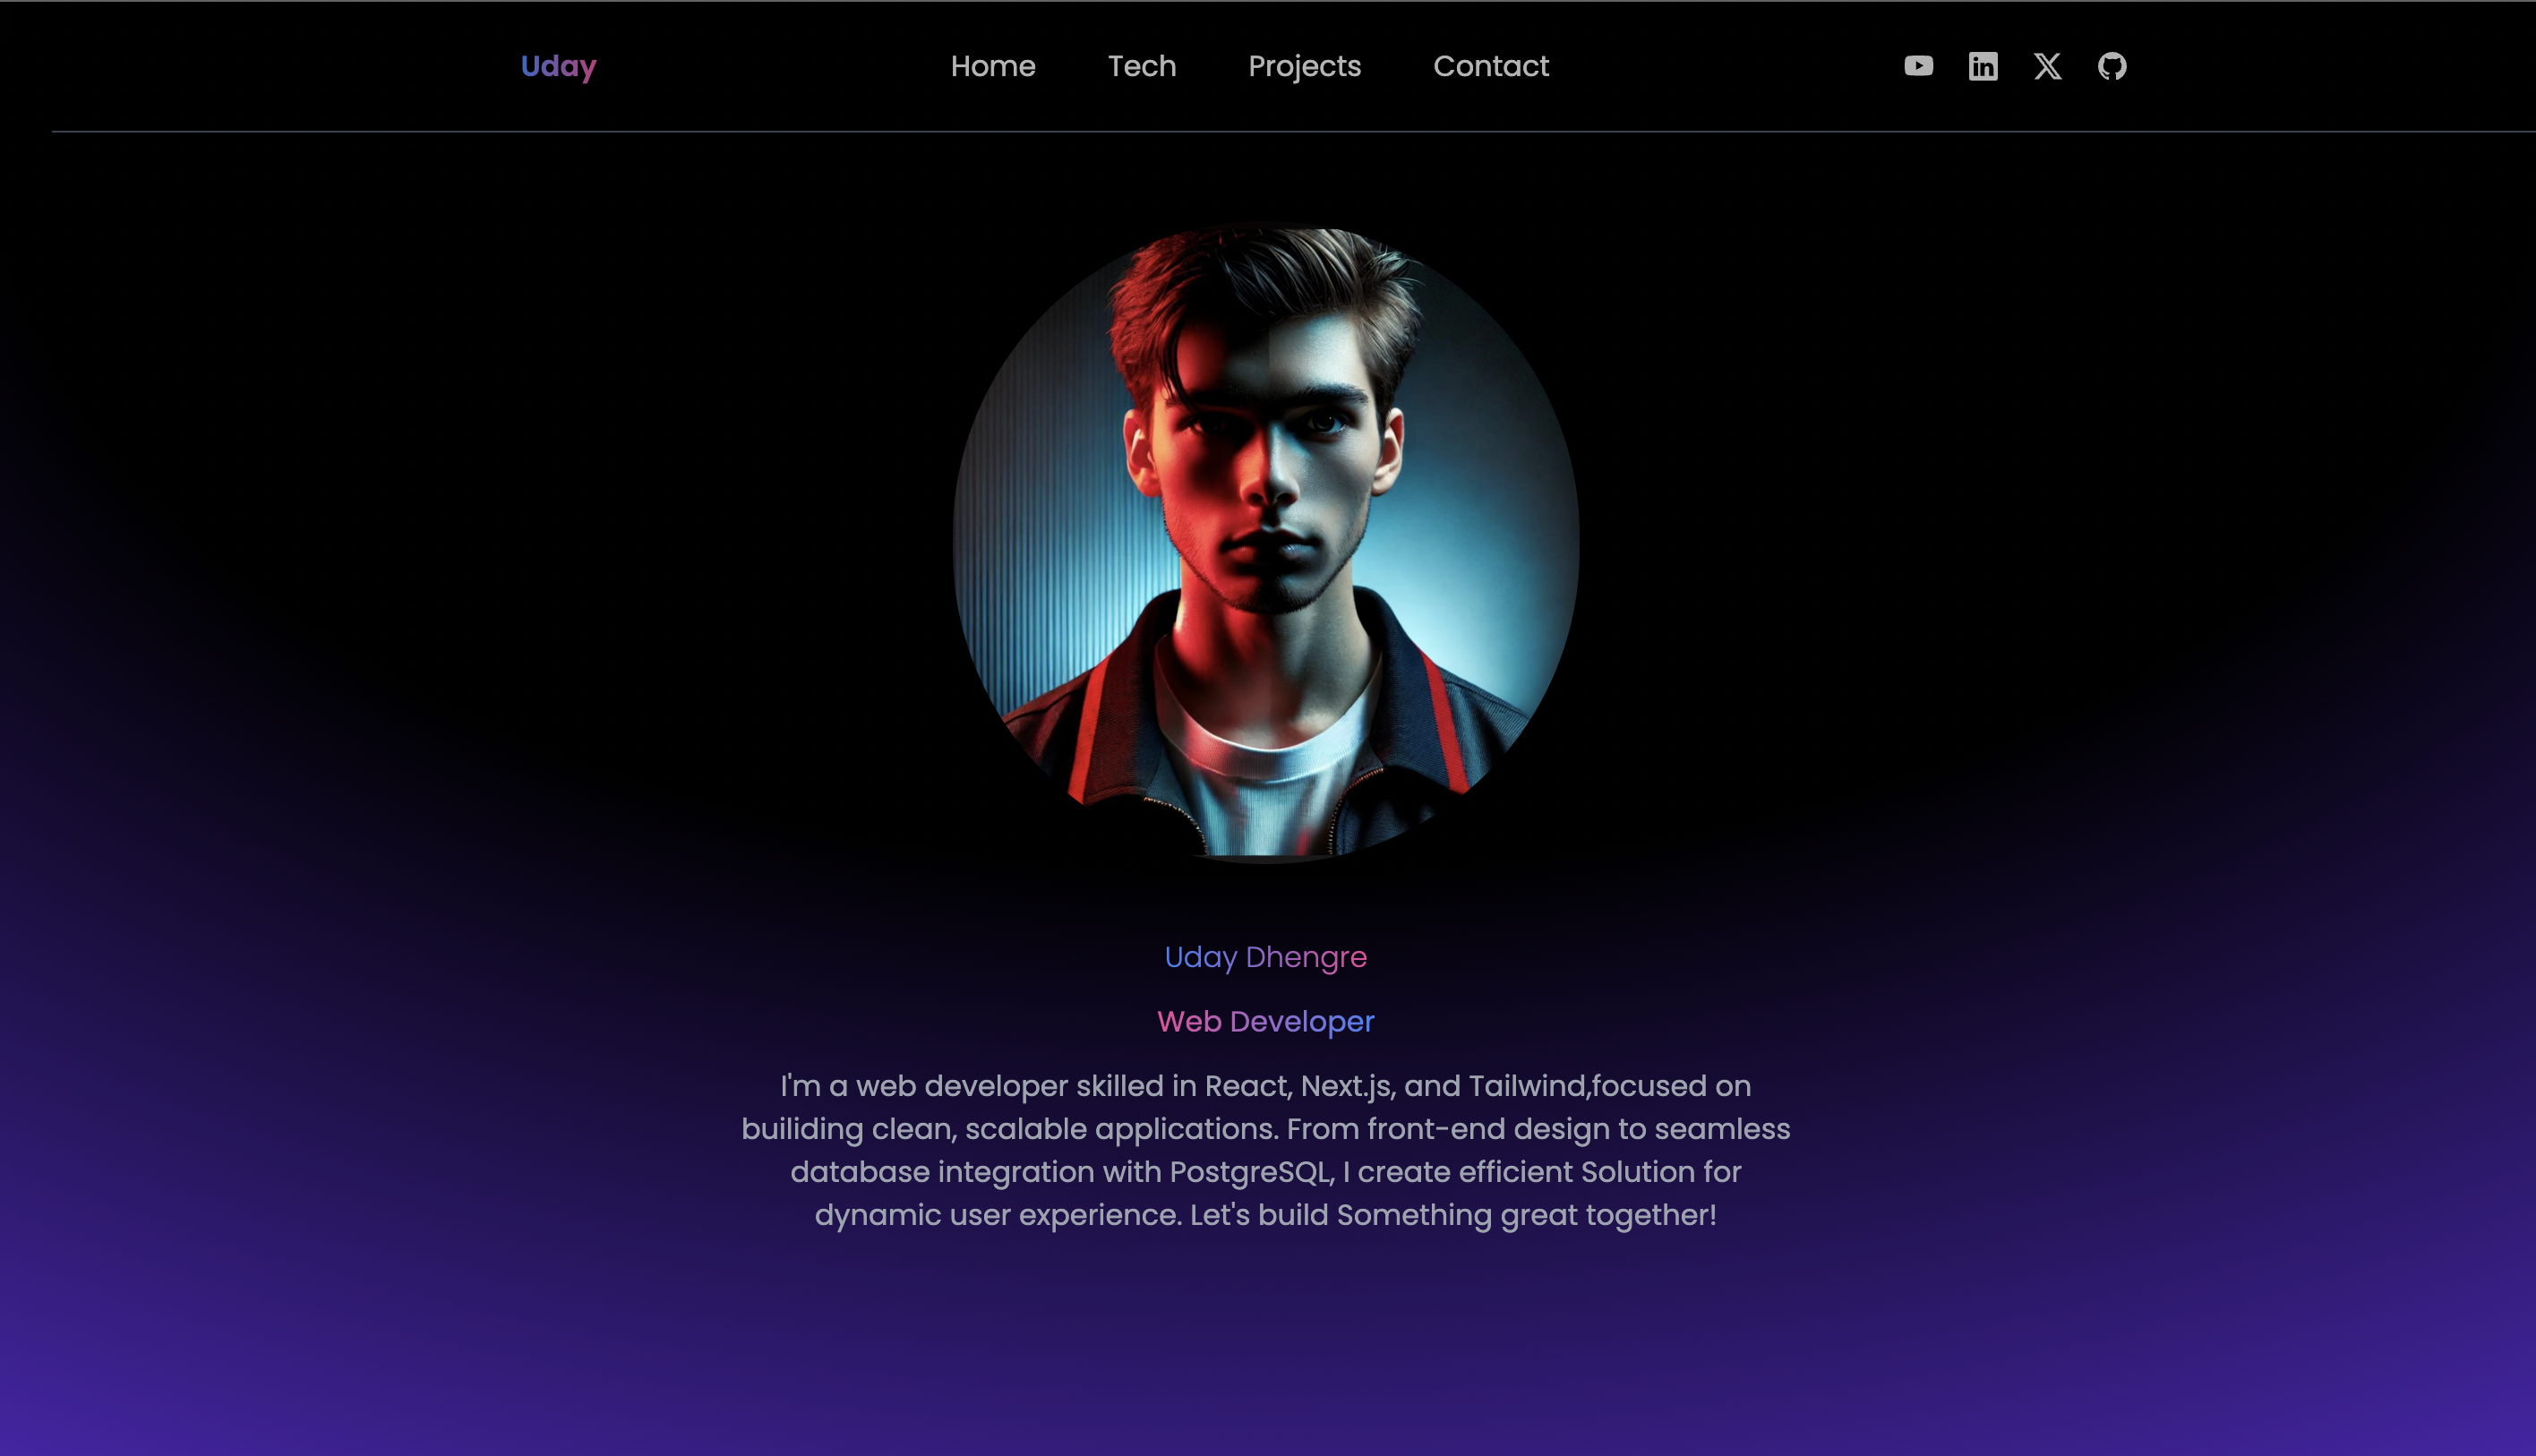 Uday
Home Tech Projects Contact
Uday Dhengre
Web Developer
I'm a web developer skilled in React, Next.js, and Tailwind,focused on
builiding clean, scalable applications. From front-end design to seamless
database integration with PostgreSQL, I create efficient Solution for
dynamic user experience. Let's build Something great together!